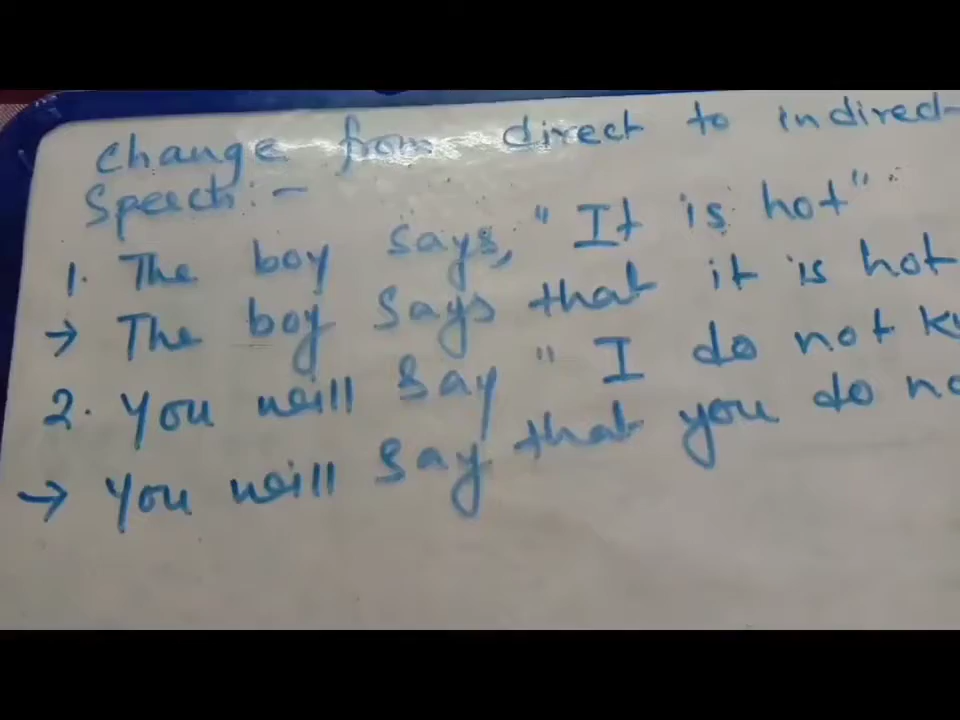 Change from direct to indirect
Speech:-
1. The boy says, "It is hot"
→ The boy says that it is hot
2. You will say "I do not
→ You will say that you do